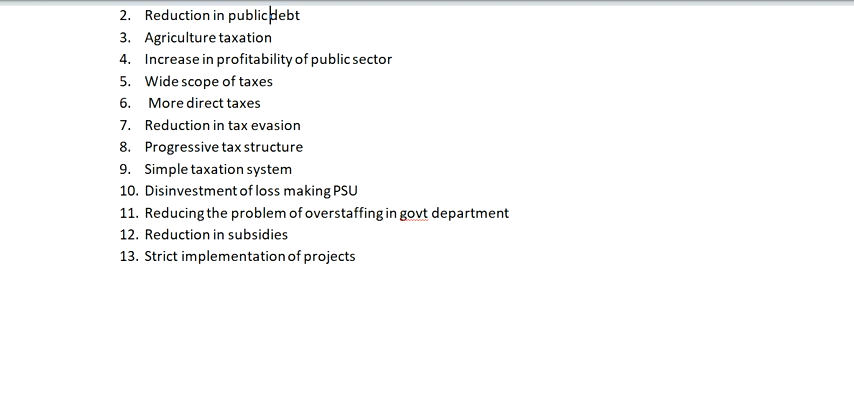 2. Reduction in public debt
3. Agriculture taxation
4. Increase in profitability of public sector
5. Wide scope of taxes
6. More direct taxes
7. Reduction in tax evasion
8. Progressive tax structure
9. Simple taxation system
10. Disinvestment of loss making PSU
11. Reducing the problem of overstaffing in govt department
12. Reduction in subsidies
13. Strict implementation of projects